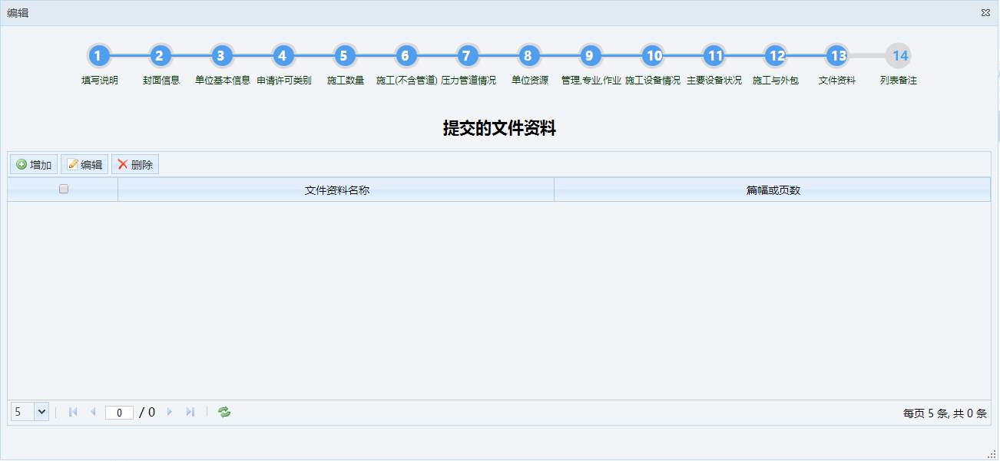 编辑
1 2 3 4 5 6 7 8 9 10 11 12 13 14
填写说明 封面信息 单位基本信息 申请许可类别 施工数量 施工(不含管道) 压力管道情况 单位资源 管理,专业,作业 施工设备情况 主要设备状况 施工与外包 文件资料 列表备注
提交的文件资料
增加 编辑 删除
文件资料名称 篇幅或页数
5 0 / 0 每页 5 条, 共 0 条